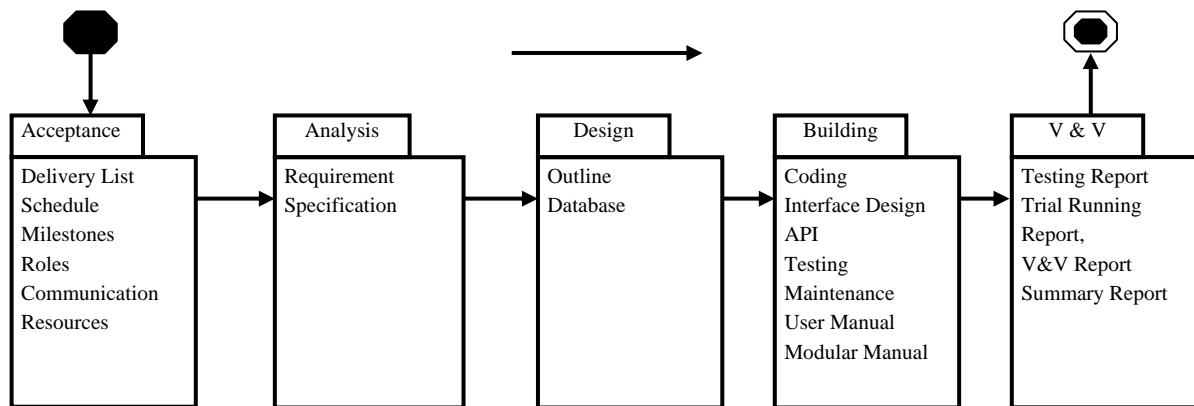 Acceptance
Delivery List
Schedule
Milestones
Roles
Communication
Resources
Analysis
Requirement
Specification
Design
Outline
Database
Building
Coding
Interface Design
API
Testing
Maintenance
User Manual
Modular Manual
V & V
Testing Report
Trial Running
Report,
V&V Report
Summary Report